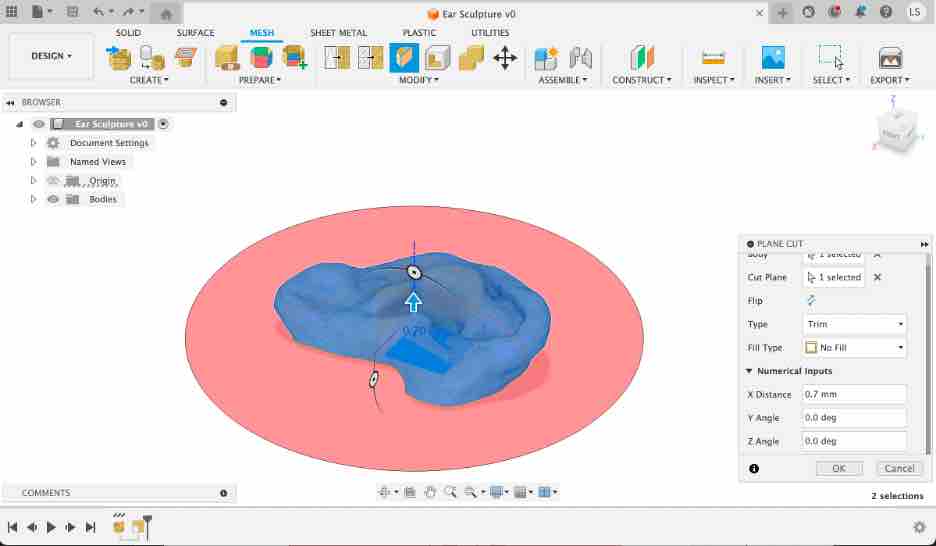 Ear Sculpture v0
LS
SOLID SURFACE MESH SHEET METAL PLASTIC UTILITIES
DESIGN
CREATE PREPARE MODIFY ASSEMBLE CONSTRUCT INSPECT INSERT SELECT EXPORT
BROWSER
Ear Sculpture v0
Document Settings
Named Views
Origin
Bodies
Z
FRONT
X
0.70
PLANE CUT
Body 1 selected
Cut Plane 1 selected
Flip
Type Trim
Fill Type No Fill
Numerical Inputs
X Distance 0.7 mm
Y Angle 0.0 deg
Z Angle 0.0 deg
OK Cancel
COMMENTS
2 selections